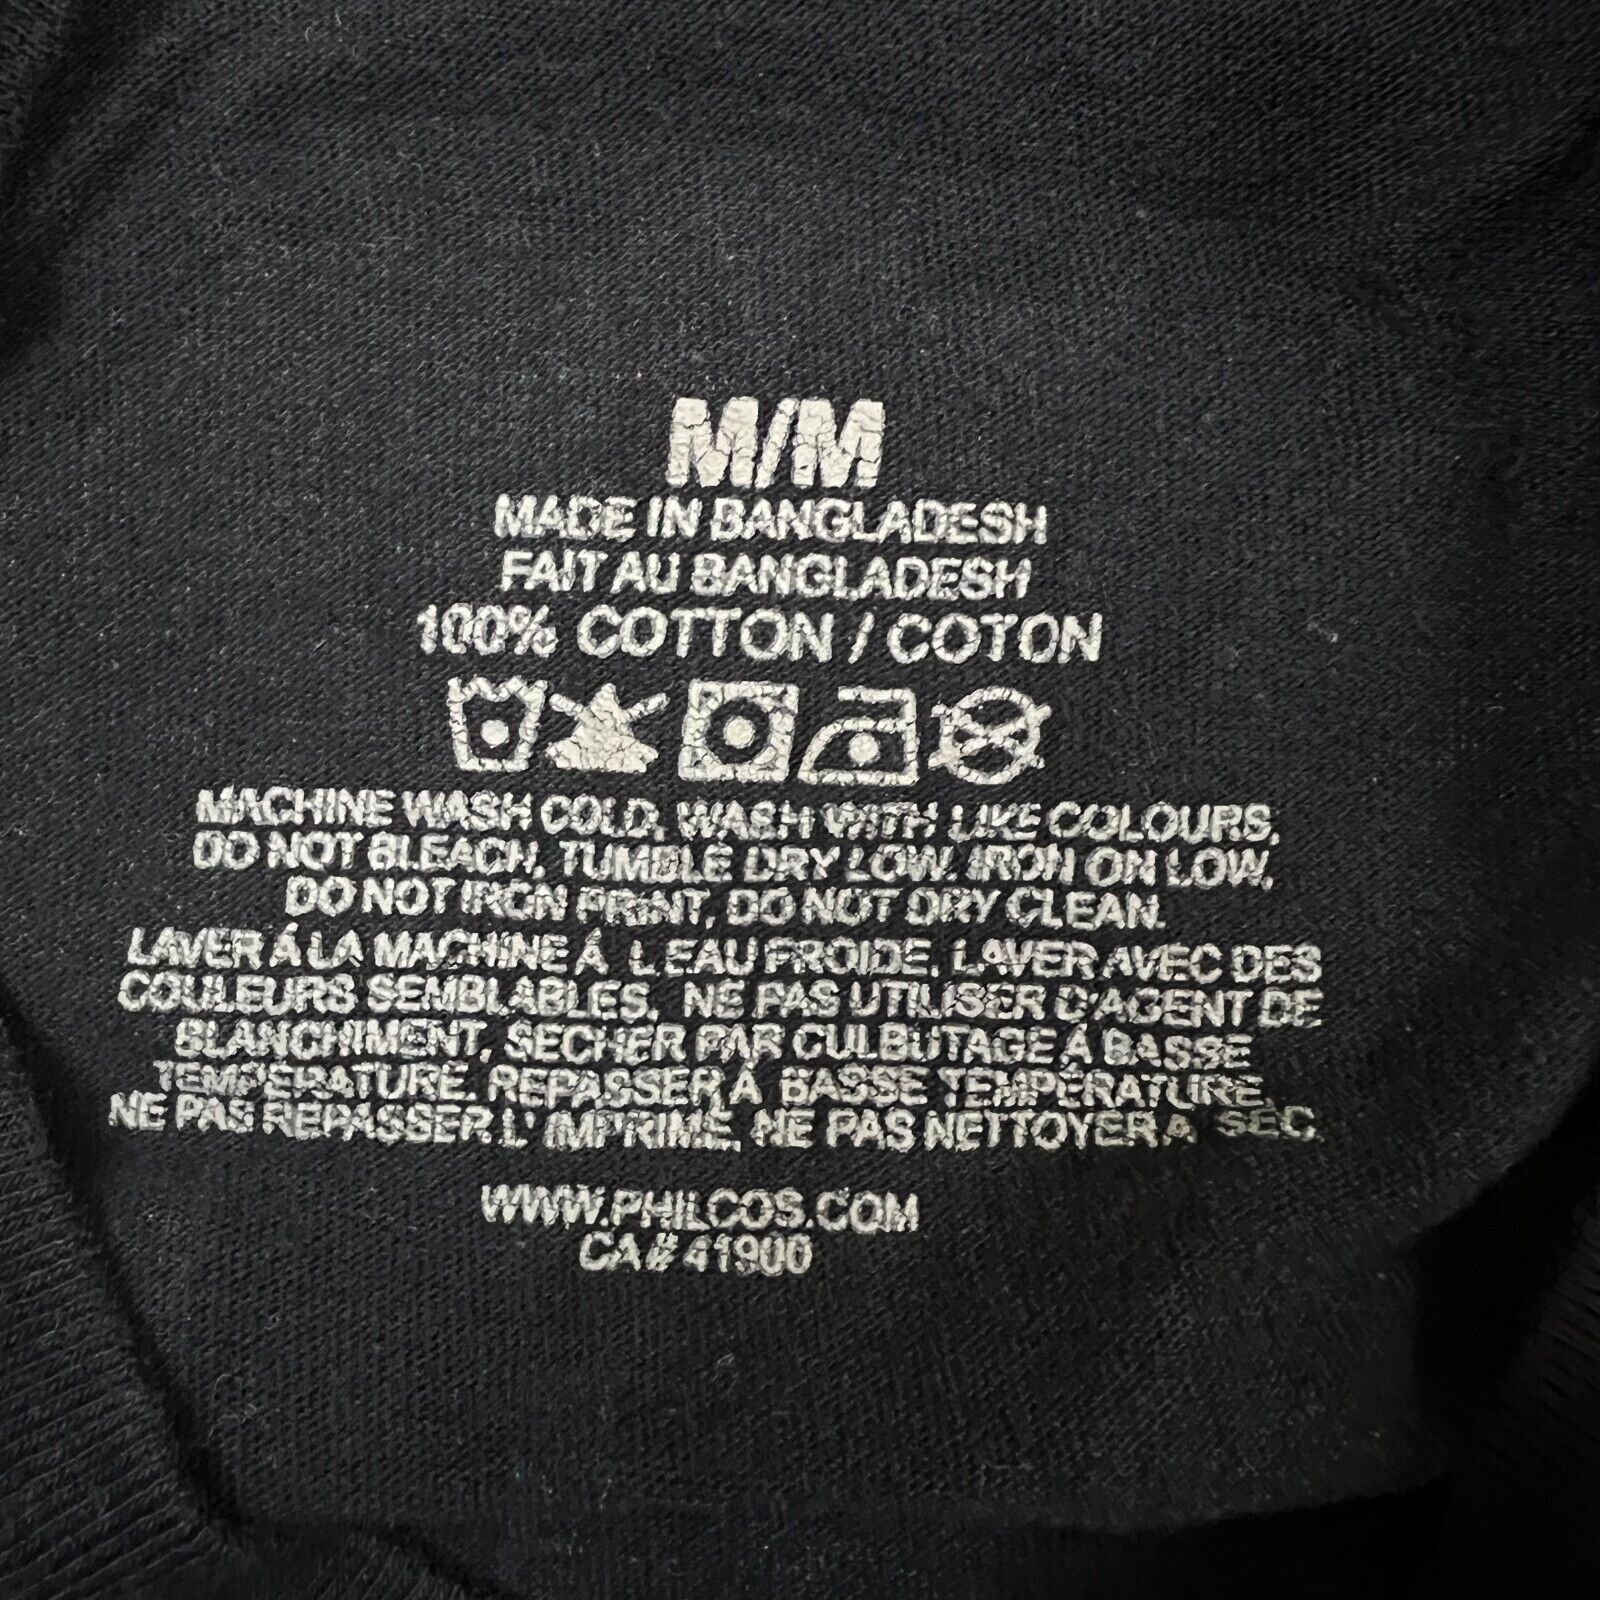 M/M
MADE IN BANGLADESH
FAIT AU BANGLADESH
100% COTTON / COTON
MACHINE WASH COLD, WASH WITH LIKE COLOURS,
DO NOT BLEACH, TUMBLE DRY LOW. IRON ON LOW,
DO NOT IRON PRINT, DO NOT DRY CLEAN.
LAVER Á LA MACHINE Á L EAU FROIDE, LAVER AVEC DES
COULEURS SEMBLABLES, NE PAS UTILISER D'AGENT DE
BLANCHIMENT, SECHER PAR CULBUTAGE Á BASSE
TEMPÉRATURE. REPASSER Á BASSE TEMPÉRATURE,
NE PAS REPASSER L' IMPRIMÉ, NE PAS NETTOYER A SEC.
WWW.PHILCOS.COM
CA# 41900